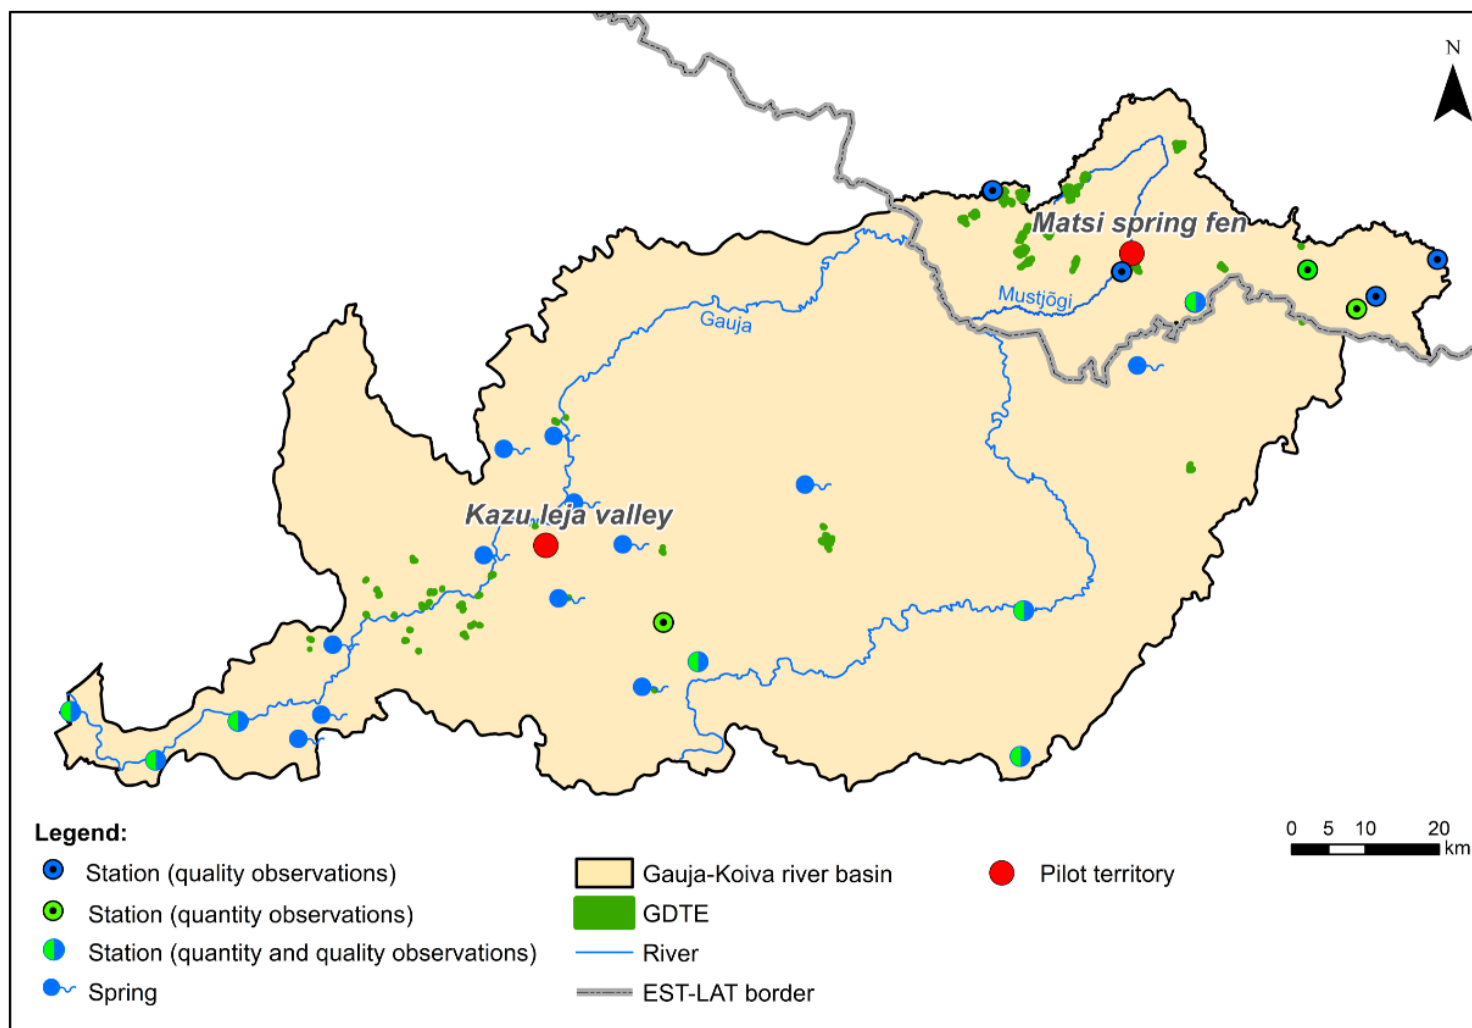 N
Matsi spring fen
Mustjõgi
Gauja
Kazu leja valley
Legend:
Station (quality observations)
Station (quantity observations)
Station (quantity and quality observations)
Spring
Gauja-Koiva river basin
GDTE
River
EST-LAT border
Pilot territory
0 5 10 20
km